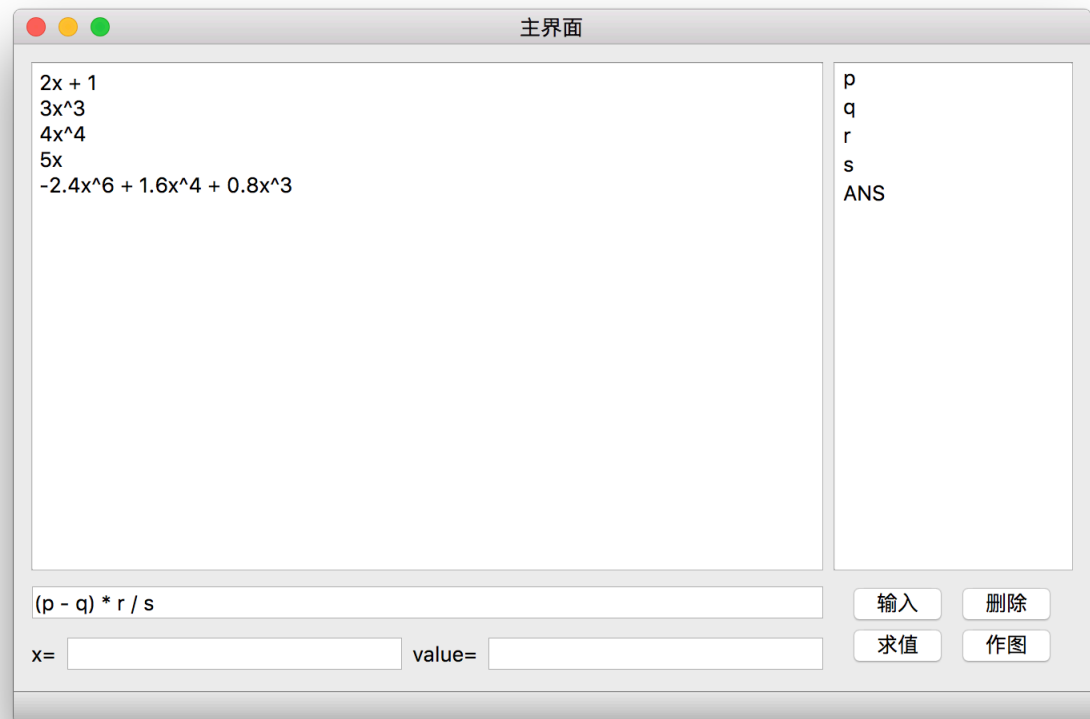 主界面
2x + 1
3x^3
4x^4
5x
-2.4x^6 + 1.6x^4 + 0.8x^3
p
q
r
s
ANS
(p - q) * r / s
输入 删除
x= value= 求值 作图